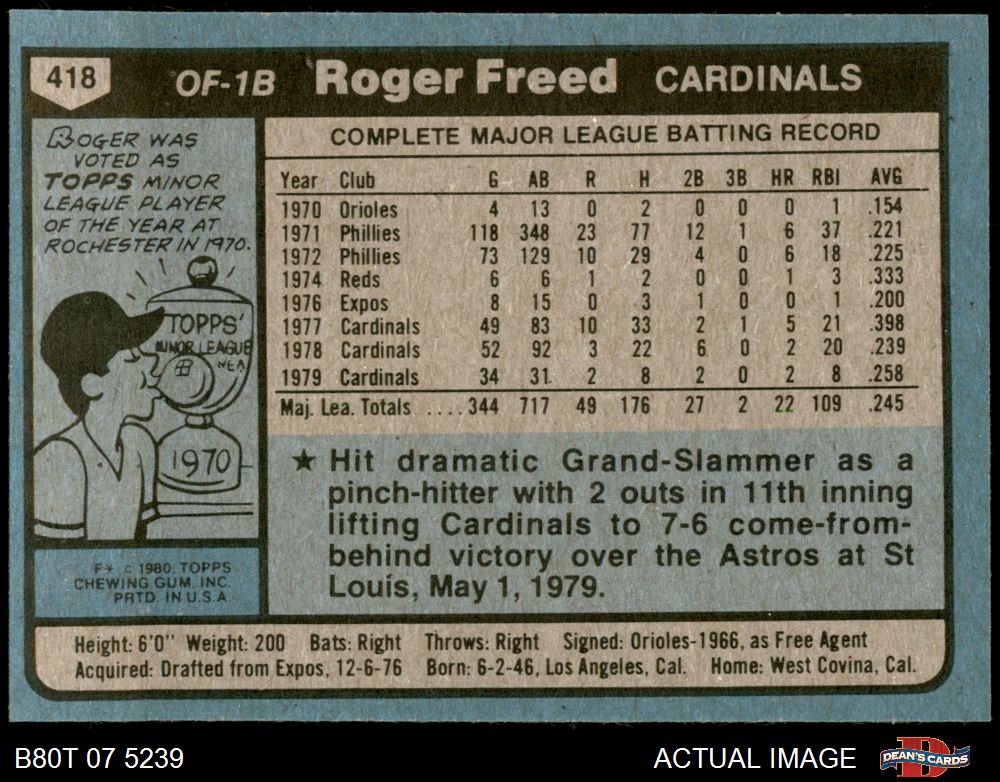 418 OF-1B Roger Freed CARDINALS
ROGER WAS
VOTED AS
TOPPS MINOR
LEAGUE PLAYER
OF THE YEAR AT
ROCHESTER IN 1970.
TOPPS'
MINOR LEAGUE
1970
F* © 1980 TOPPS
CHEWING GUM, INC.
PRTD. IN U.S.A.
COMPLETE MAJOR LEAGUE BATTING RECORD
Year Club G AB R H 2B 3B HR RBI AVG
1970 Orioles 4 13 0 2 0 0 0 1 .154
1971 Phillies 118 348 23 77 12 1 6 37 .221
1972 Phillies 73 129 10 29 4 0 6 18 .225
1974 Reds 6 6 1 2 0 0 1 3 .333
1976 Expos 8 15 0 3 1 0 0 1 .200
1977 Cardinals 49 83 10 33 2 1 5 21 .398
1978 Cardinals 52 92 3 22 6 0 2 20 .239
1979 Cardinals 34 31 2 8 2 0 2 8 .258
Maj. Lea. Totals ....344 717 49 176 27 2 22 109 .245
★ Hit dramatic Grand-Slammer as a
pinch-hitter with 2 outs in 11th inning
lifting Cardinals to 7-6 come-from-
behind victory over the Astros at St
Louis, May 1, 1979.
Height: 6'0" Weight: 200 Bats: Right Throws: Right Signed: Orioles-1966, as Free Agent
Acquired: Drafted from Expos, 12-6-76 Born: 6-2-46, Los Angeles, Cal. Home: West Covina, Cal.
B80T 07 5239 ACTUAL IMAGE DEAN'S CARDS